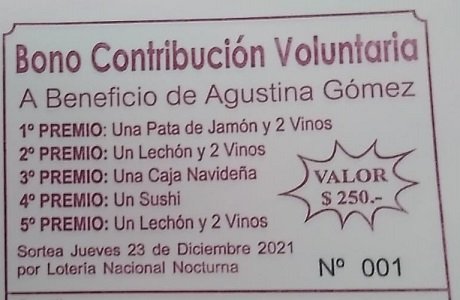 Bono Contribución Voluntaria
A Beneficio de Agustina Gómez
1º PREMIO: Una Pata de Jamón y 2 Vinos
2º PREMIO: Un Lechón y 2 Vinos
3º PREMIO: Una Caja Navideña
4º PREMIO: Un Sushi
5º PREMIO: Un Lechón y 2 Vinos
VALOR
$ 250.-
Sortea Jueves 23 de Diciembre 2021
por Lotería Nacional Nocturna
Nº 001